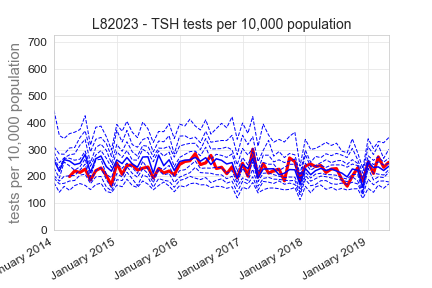 L82023 - TSH tests per 10,000 population
tests per 10,000 population
700
600
500
400
300
200
100
0
nuary 2014
January 2015
January 2016
January 2017
January 2018
January 2019